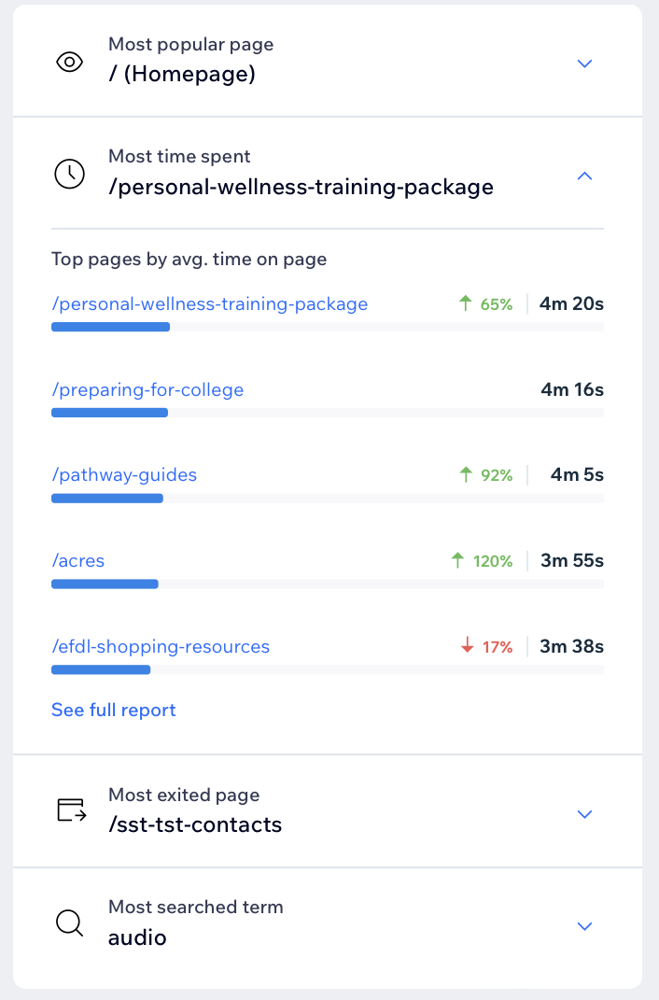 Most popular page
/ (Homepage)
Most time spent
/personal-wellness-training-package
Top pages by avg. time on page
/personal-wellness-training-package 65% 4m 20s
/preparing-for-college 4m 16s
/pathway-guides 92% 4m 5s
/acres 120% 3m 55s
/efdl-shopping-resources 17% 3m 38s
See full report
Most exited page
/sst-tst-contacts
Most searched term
audio